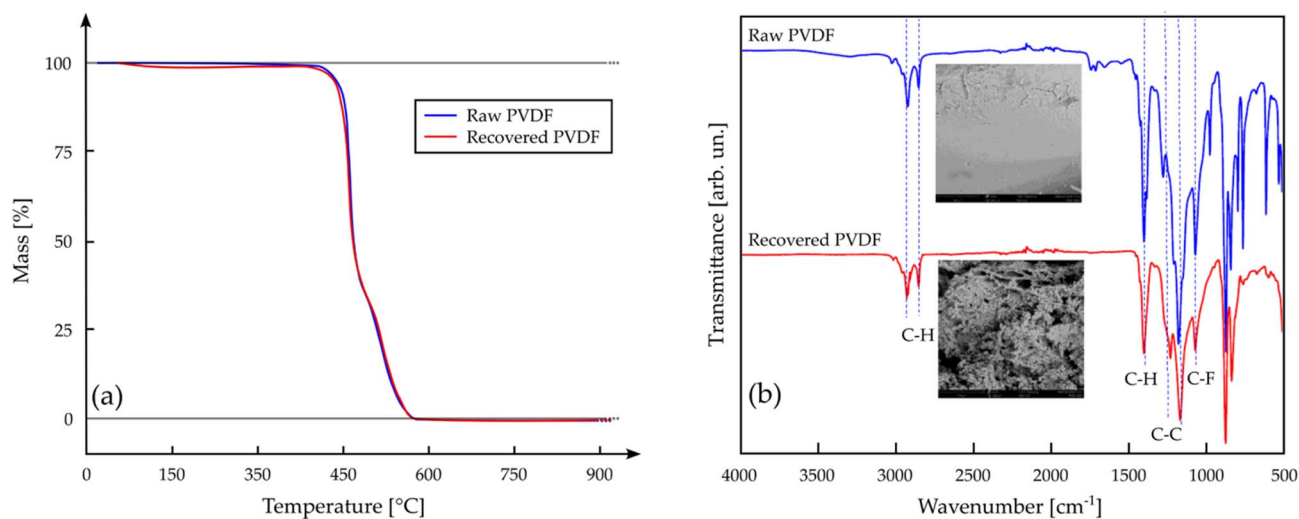 100
75
50
25
0
Mass [%]
Raw PVDF
Recovered PVDF
(a)
0
150
350
450
600
750
900
Temperature [°C]
Raw PVDF
Recovered PVDF
C-H
C-H
C-F
C-C
(b)
Transmittance [arb. un.]
4000
3500
3000
2500
2000
1500
1000
500
Wavenumber [cm-1]